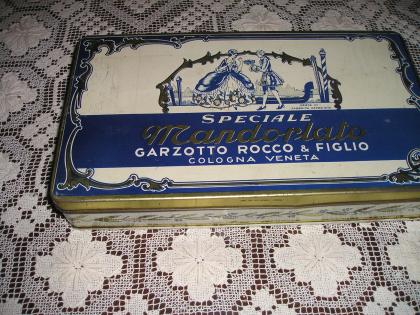 SPECIALE
Mandorlato
GARZOTTO ROCCO & FIGLIO
COLOGNA VENETA